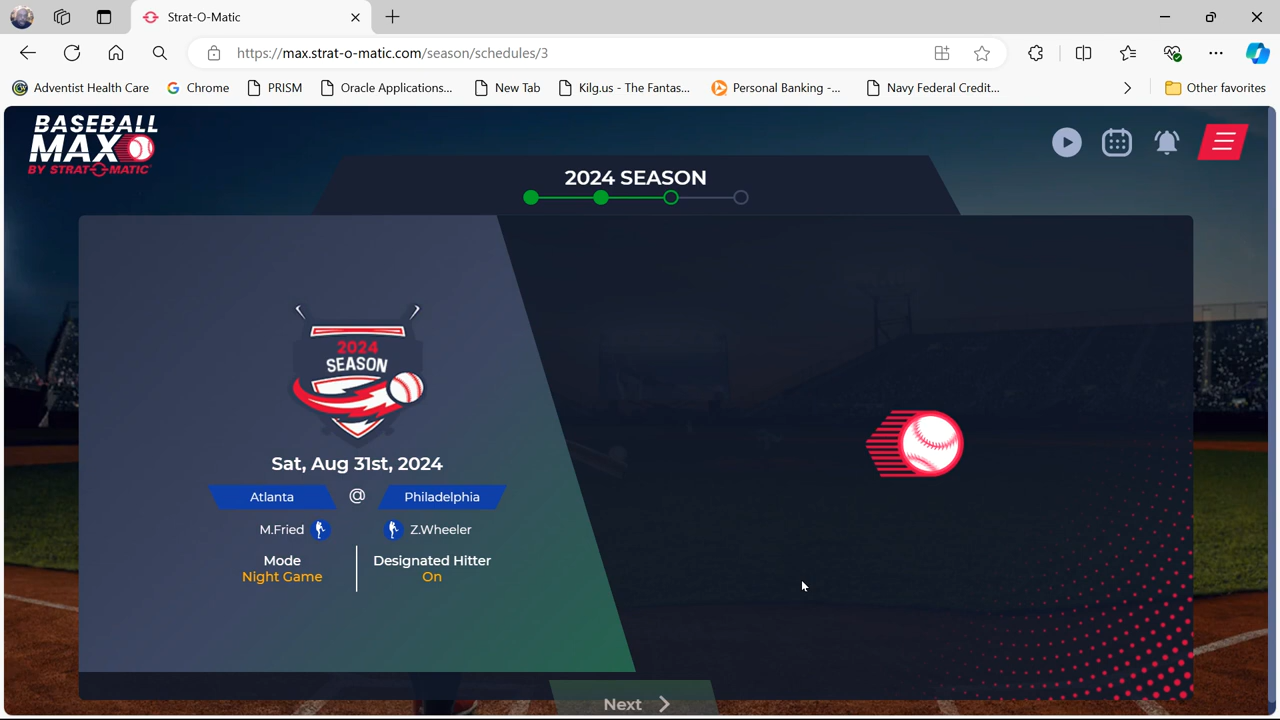 Strat-O-Matic
https://max.strat-o-matic.com/season/schedules/3
Adventist Health Care
Chrome
PRISM
Oracle Applications...
New Tab
Kilg.us - The Fantas...
Personal Banking -...
Navy Federal Credit...
Other favorites
BASEBALL
MAX
BY STRAT-O-MATIC
2024 SEASON
2024
SEASON
Sat, Aug 31st, 2024
Atlanta @ Philadelphia
M.Fried Z.Wheeler
Mode Designated Hitter
Night Game On
Next